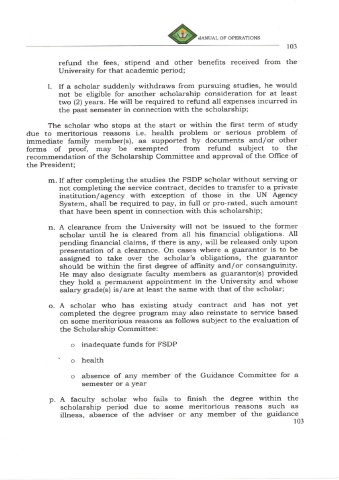 MANUAL OF OPERATIONS
103
refund the fees, stipend and other benefits received from the
University for that academic period;
l. If a scholar suddenly withdraws from pursuing studies, he would
not be eligible for another scholarship consideration for at least
two (2) years. He will be required to refund all expenses incurred in
the past semester in connection with the scholarship;
The scholar who stops at the start or within the first term of study
due to meritorious reasons i.e. health problem or serious problem of
immediate family member(s), as supported by documents and/or other
forms of proof, may be exempted from refund subject to the
recommendation of the Scholarship Committee and approval of the Office of
the President;
m. If after completing the studies the FSDP scholar without serving or
not completing the service contract, decides to transfer to a private
institution/agency with exception of those in the UN Agency
System, shall be required to pay, in full or pro-rated, such amount
that have been spent in connection with this scholarship;
n. A clearance from the University will not be issued to the former
scholar until he is cleared from all his financial obligations. All
pending financial claims, if there is any, will be released only upon
presentation of a clearance. On cases where a guarantor is to be
assigned to take over the scholar's obligations, the guarantor
should be within the first degree of affinity and/or consanguinity.
He may also designate faculty members as guarantor(s) provided
they hold a permanent appointment in the University and whose
salary grade(s) is/are at least the same with that of the scholar;
o. A scholar who has existing study contract and has not yet
completed the degree program may also reinstate to service based
on some meritorious reasons as follows subject to the evaluation of
the Scholarship Committee:
o inadequate funds for FSDP
o health
o absence of any member of the Guidance Committee for a
semester or a year
p. A faculty scholar who fails to finish the degree within the
scholarship period due to some meritorious reasons such as
illness, absence of the adviser or any member of the guidance
103